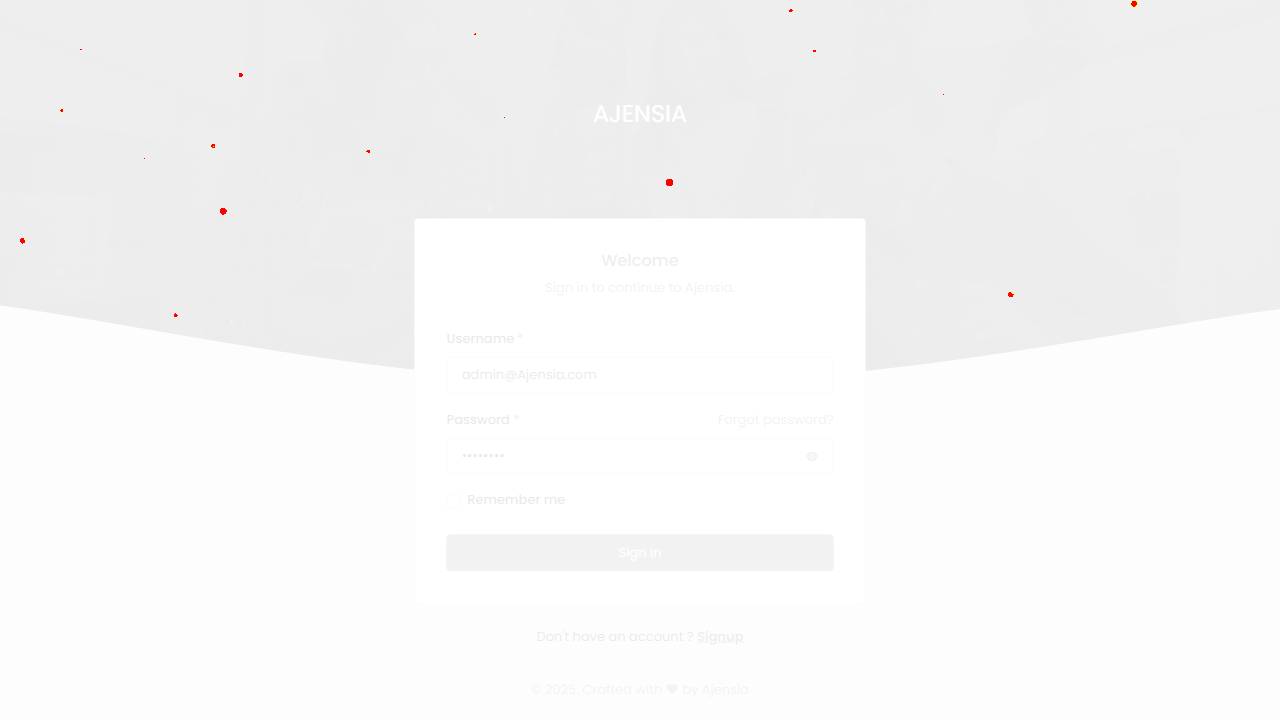 AJENSIA
Welcome
Sign in to continue to Ajensia.
Username *
admin@Ajensia.com
Password *
Forgot password?
••••••••
Remember me
Sign In
Don't have an account ? Signup
© 2025. Crafted with ♥ by Ajensia